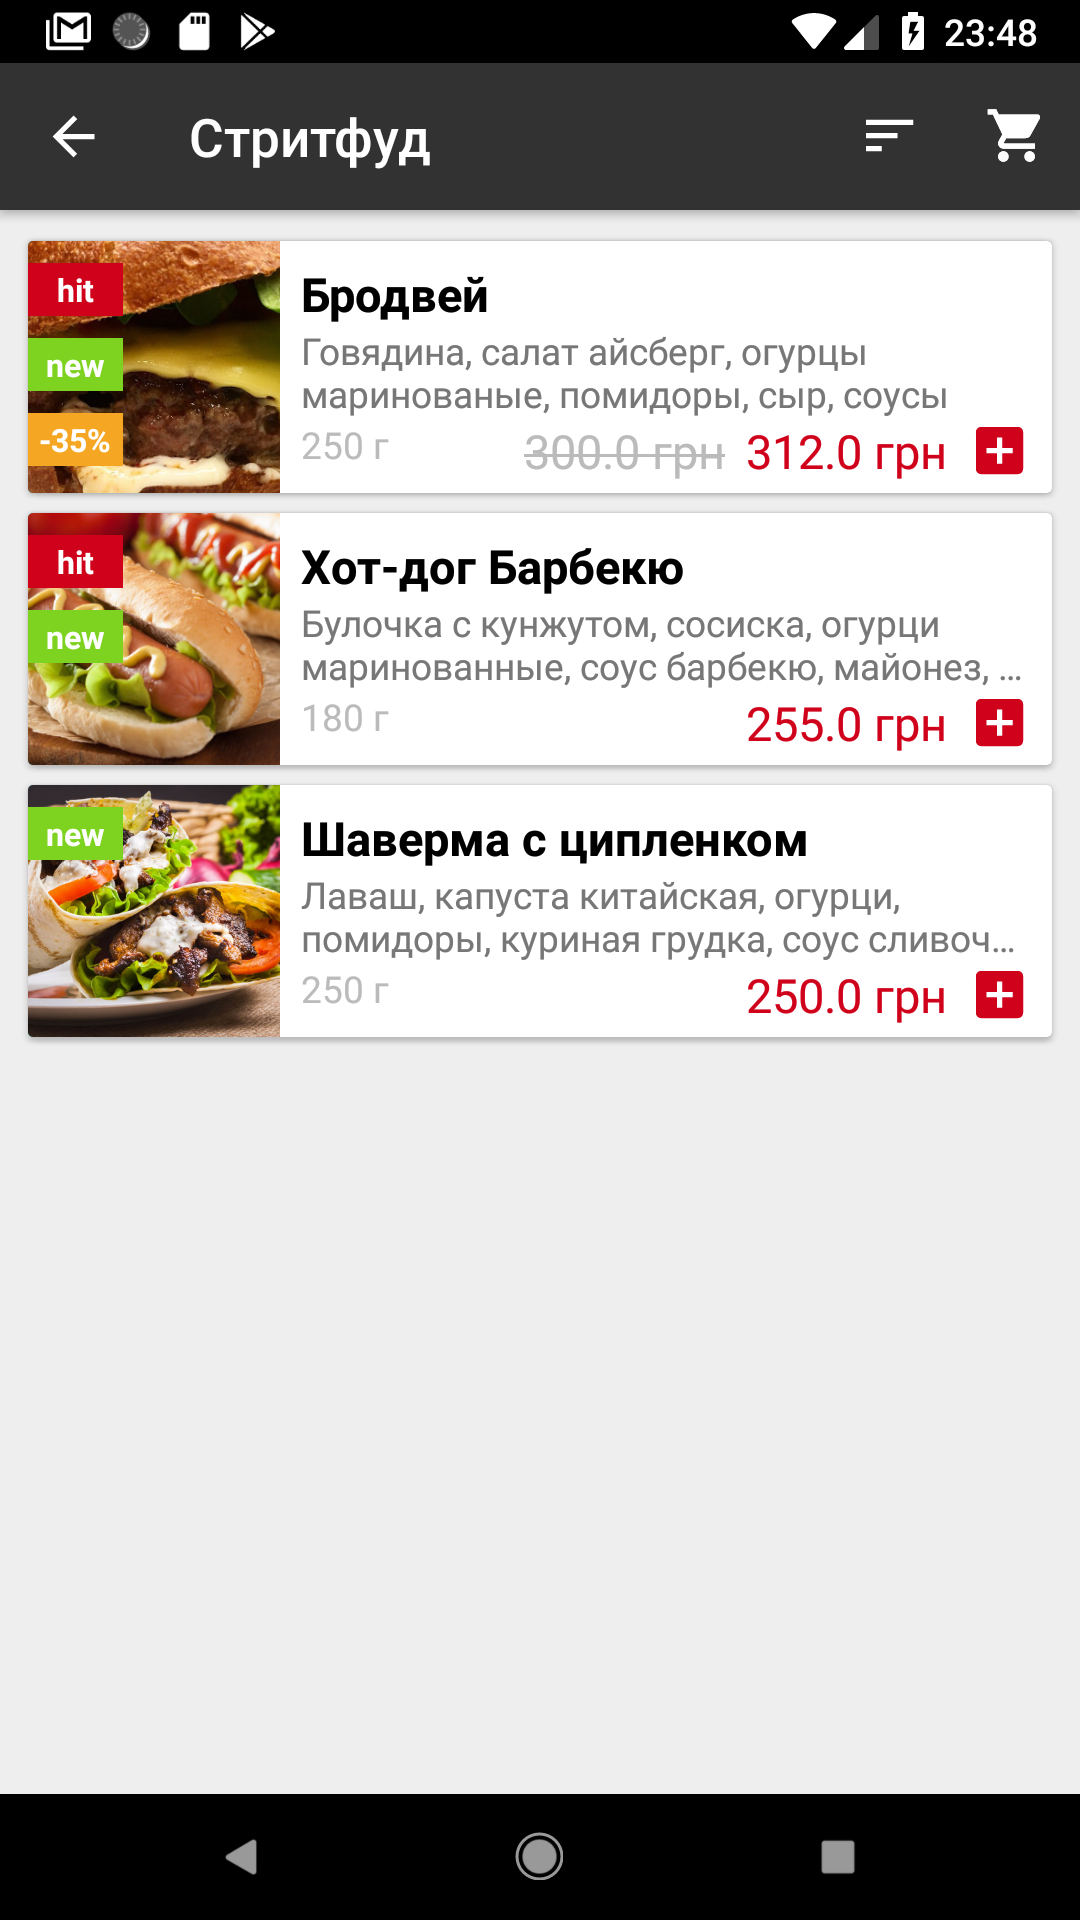 23:48
Стритфуд
hit
new
-35%
Бродвей
Говядина, салат айсберг, огурцы
маринованые, помидоры, сыр, соусы
250 г 300.0 грн 312.0 грн
hit
new
Хот-дог Барбекю
Булочка с кунжутом, сосиска, огурци
маринованные, соус барбекю, майонез, ...
180 г 255.0 грн
new
Шаверма с ципленком
Лаваш, капуста китайская, огурци,
помидоры, куриная грудка, соус сливоч...
250 г 250.0 грн